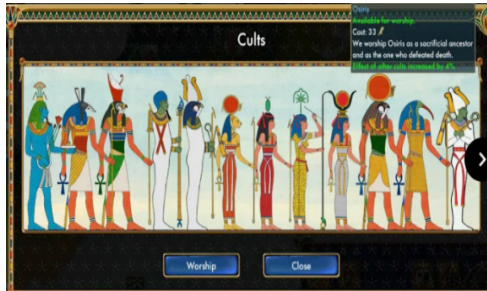 Osiris
Available for worship.
Cost: 33
We worship Osiris as a sacrificial ancestor
and as the one who defeated death.
Effect of other cults increased by 4%.
Cults
Worship
Close